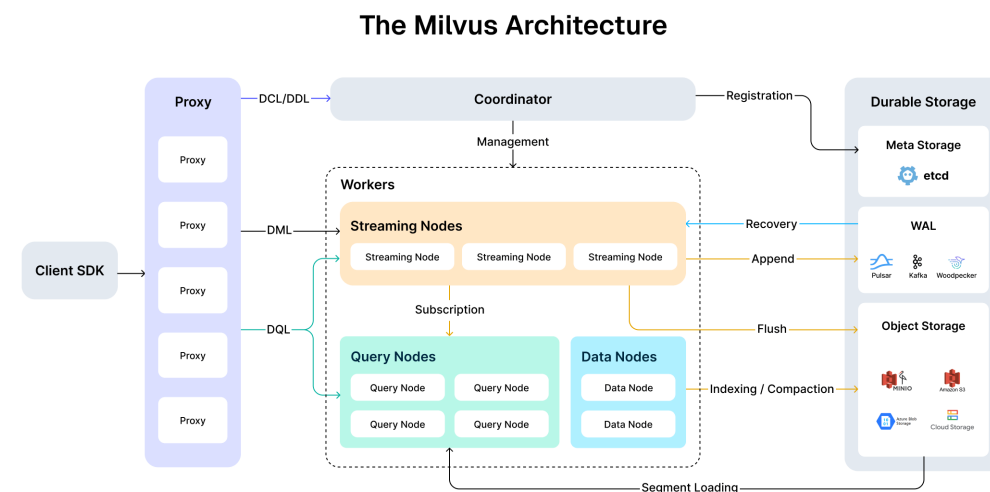 The Milvus Architecture
Client SDK
Proxy
Proxy
Proxy
Proxy
Proxy
Proxy
DCL/DDL
DML
DQL
Coordinator
Management
Registration
Workers
Streaming Nodes
Streaming Node
Streaming Node
Streaming Node
Subscription
Query Nodes
Query Node
Query Node
Query Node
Query Node
Data Nodes
Data Node
Data Node
Recovery
Append
Flush
Indexing / Compaction
Segment Loading
Durable Storage
Meta Storage
etcd
WAL
Pulsar
Kafka
Woodpecker
Object Storage
MINIO
Amazon S3
Azure Blob
Storage
Cloud Storage